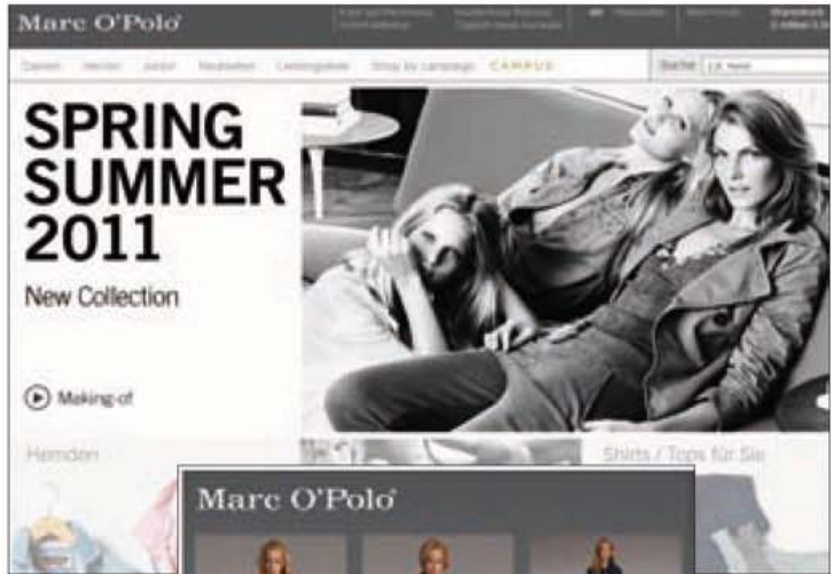 Marc O'Polo
Damen Herren Junior Neuheiten Lieblingsteile Shop by campaign CAMPUS
Suche
SPRING
SUMMER
2011
New Collection
Making-of
Hemden
Shirts / Tops für Sie
Marc O'Polo